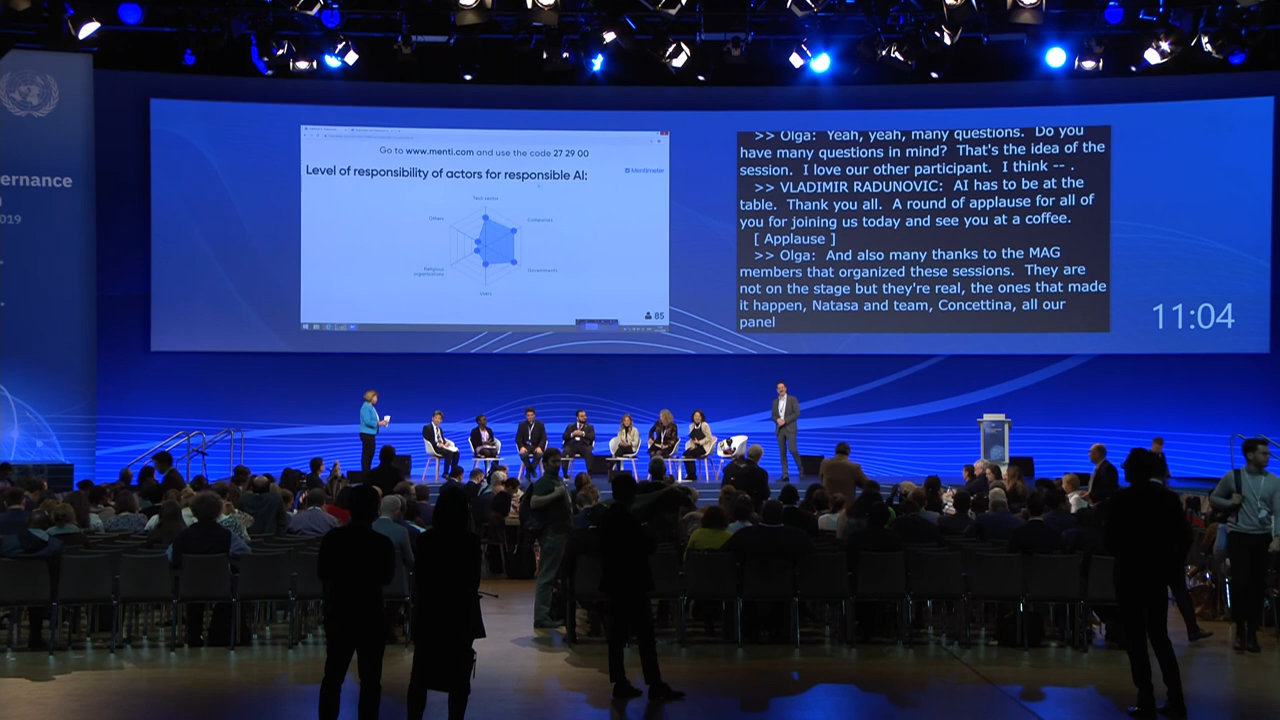 ernance
2019
Go to www.menti.com and use the code 27 29 00
Level of responsibility of actors for responsible AI:
Mentimeter
Tech sector
Others
Companies
Religious
organizations
Governments
Users
85
>> Olga: Yeah, yeah, many questions. Do you
have many questions in mind? That's the idea of the
session. I love our other participant. I think -- .
>> VLADIMIR RADUNOVIC: AI has to be at the
table. Thank you all. A round of applause for all of
you for joining us today and see you at a coffee.
[ Applause ]
>> Olga: And also many thanks to the MAG
members that organized these sessions. They are
not on the stage but they're real, the ones that made
it happen, Natasa and team, Concettina, all our
panel
11:04